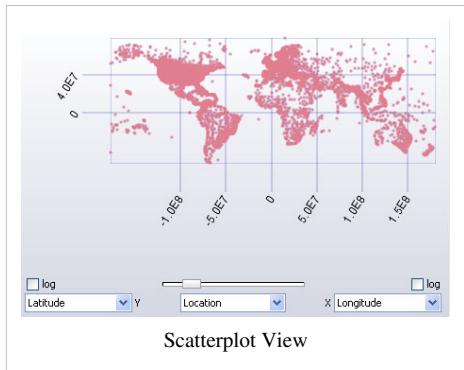 4.0E7
0
-1.0E8
-5.0E7
0
5.0E7
1.0E8
1.5E8
log
log
Latitude Y Location X Longitude
Scatterplot View